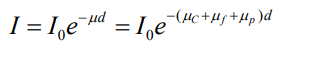 I = I₀e^{-μd} = I₀e^{-(μ_C+μ_f+μ_p)d}